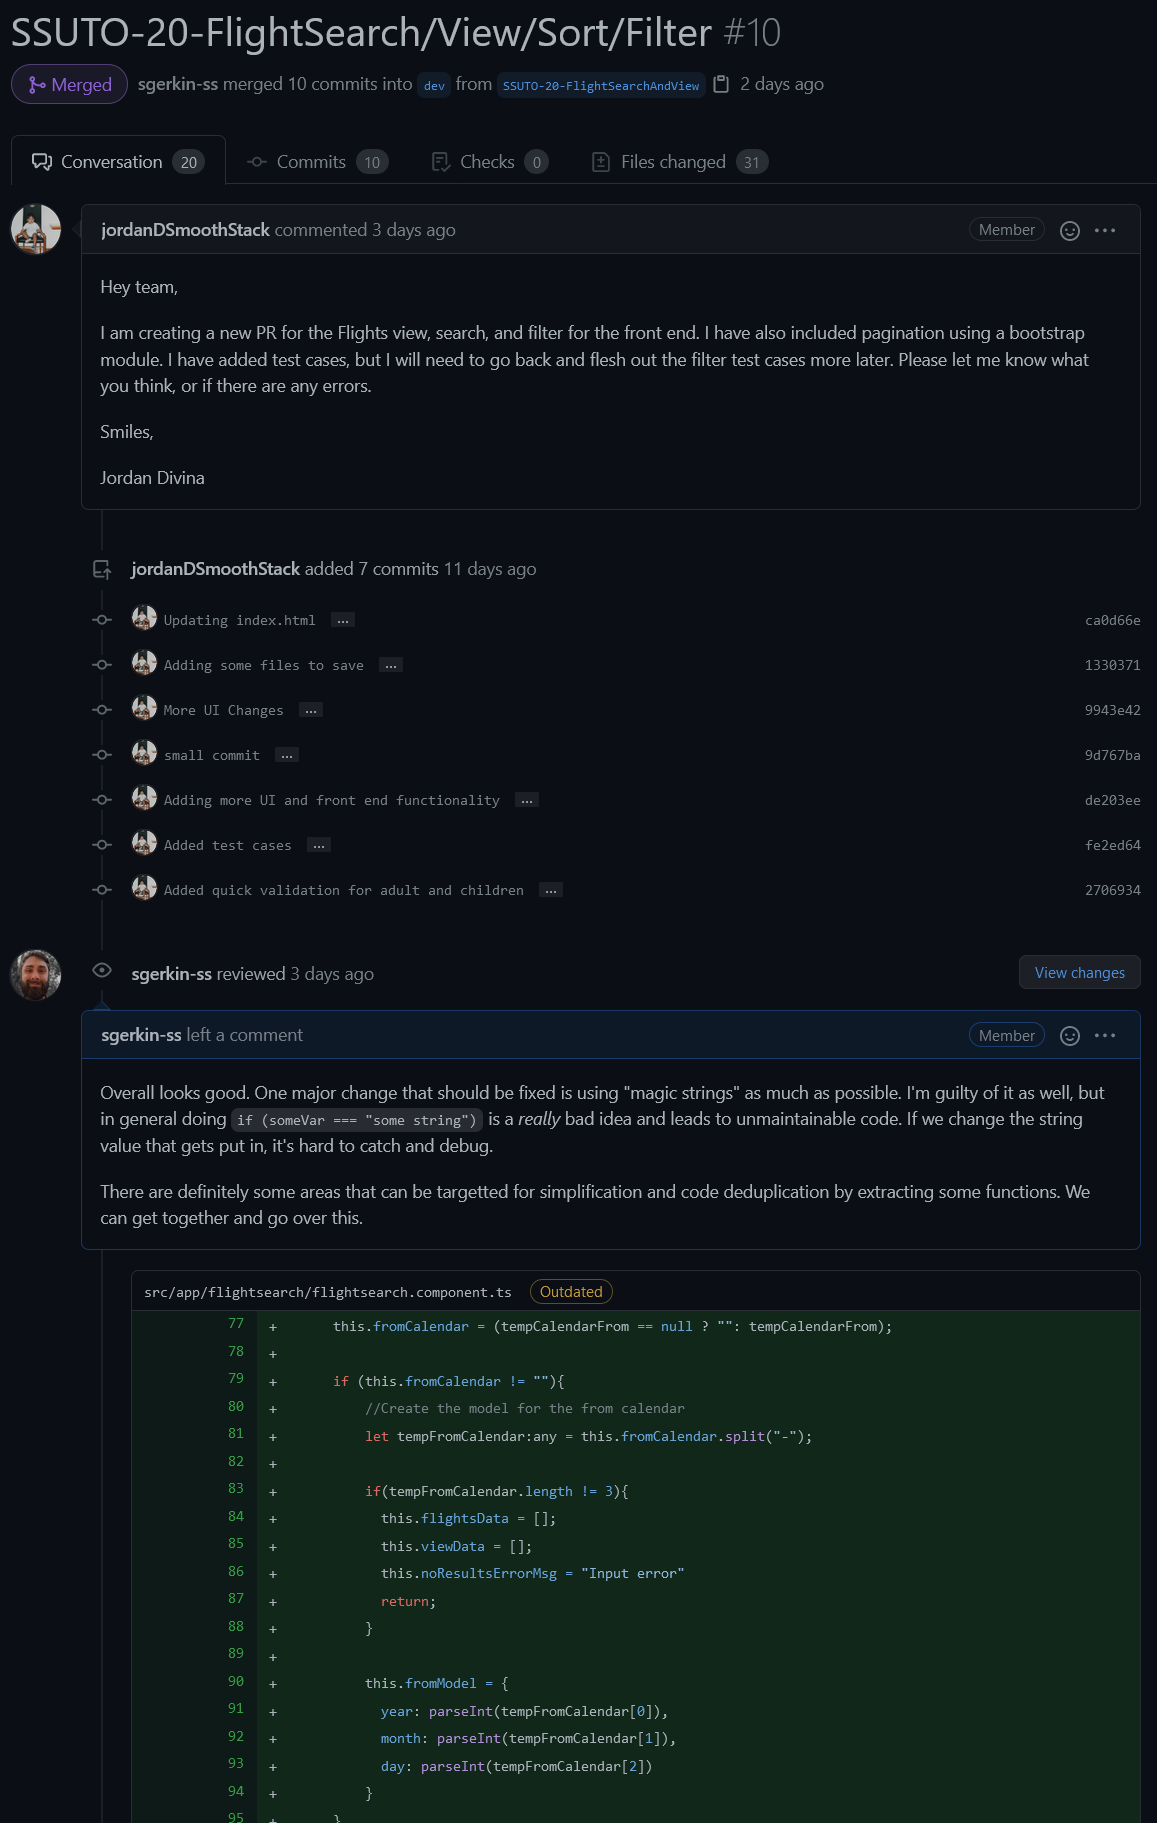 SSUTO-20-FlightSearch/View/Sort/Filter #10
Merged sgerkin-ss merged 10 commits into dev from SSUTO-20-FlightSearchAndView 2 days ago
Conversation 20 Commits 10 Checks 0 Files changed 31
jordanDSmoothStack commented 3 days ago Member ...
Hey team,
I am creating a new PR for the Flights view, search, and filter for the front end. I have also included pagination using a bootstrap
module. I have added test cases, but I will need to go back and flesh out the filter test cases more later. Please let me know what
you think, or if there are any errors.
Smiles,
Jordan Divina
jordanDSmoothStack added 7 commits 11 days ago
Updating index.html ... ca0d66e
Adding some files to save ... 1330371
More UI Changes ... 9943e42
small commit ... 9d767ba
Adding more UI and front end functionality ... de203ee
Added test cases ... fe2ed64
Added quick validation for adult and children ... 2706934
sgerkin-ss reviewed 3 days ago View changes
sgerkin-ss left a comment Member ...
Overall looks good. One major change that should be fixed is using "magic strings" as much as possible. I'm guilty of it as well, but
in general doing if (someVar === "some string") is a really bad idea and leads to unmaintainable code. If we change the string
value that gets put in, it's hard to catch and debug.
There are definitely some areas that can be targetted for simplification and code deduplication by extracting some functions. We
can get together and go over this.
src/app/flightsearch/flightsearch.component.ts Outdated
77 + this.fromCalendar = (tempCalendarFrom == null ? "": tempCalendarFrom);
78 +
79 + if (this.fromCalendar != ""){
80 + //Create the model for the from calendar
81 + let tempFromCalendar:any = this.fromCalendar.split("-");
82 +
83 + if(tempFromCalendar.length != 3){
84 + this.flightsData = [];
85 + this.viewData = [];
86 + this.noResultsErrorMsg = "Input error"
87 + return;
88 + }
89 +
90 + this.fromModel = {
91 + year: parseInt(tempFromCalendar[0]),
92 + month: parseInt(tempFromCalendar[1]),
93 + day: parseInt(tempFromCalendar[2])
94 + }
95 + }